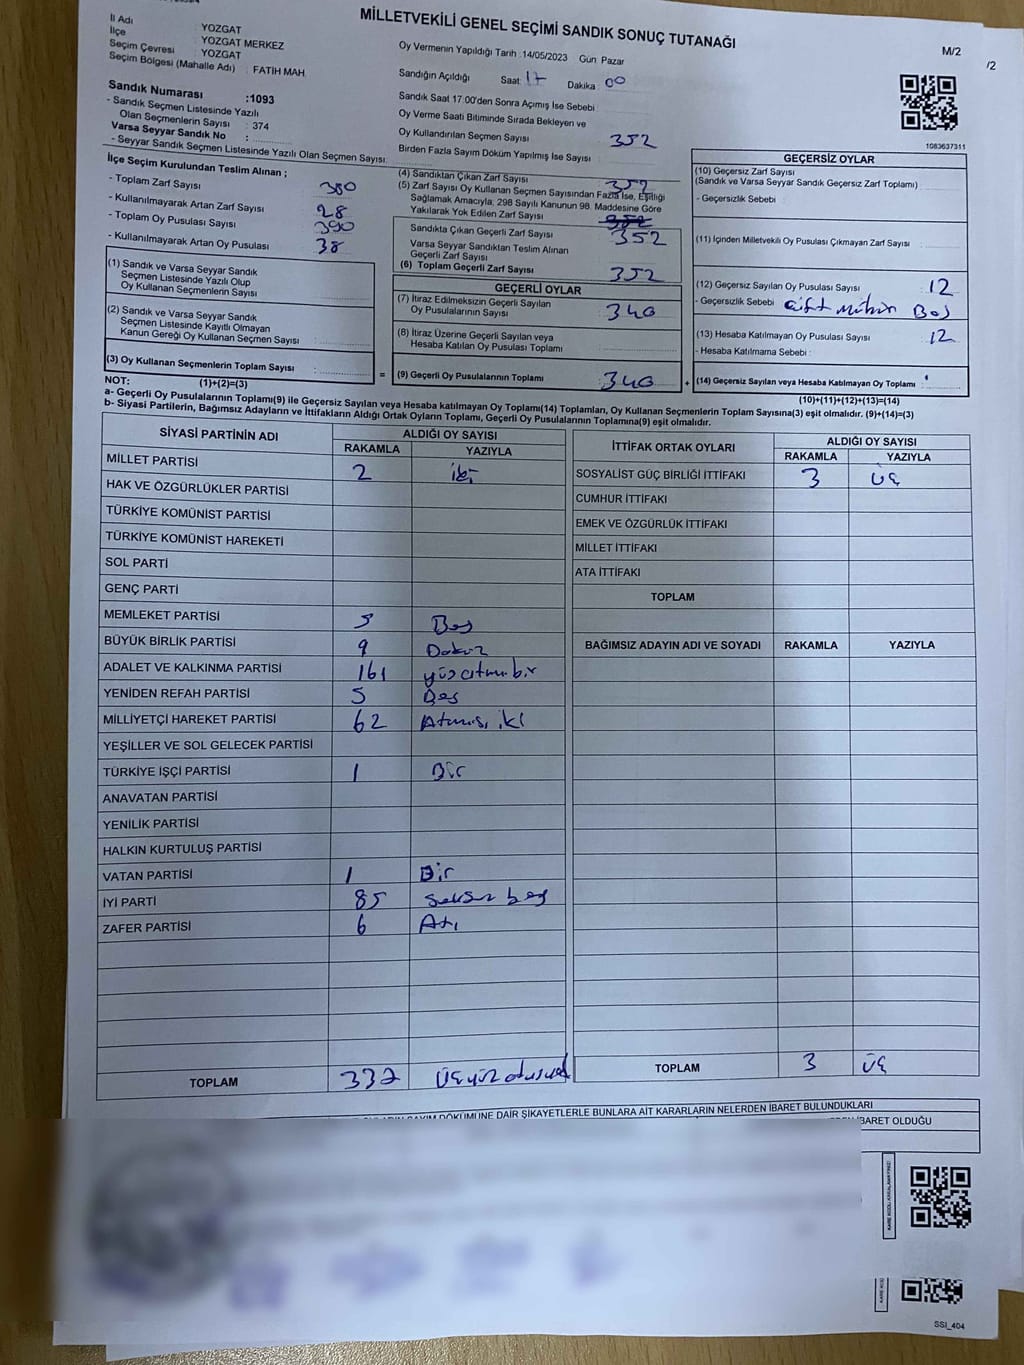 MİLLETVEKİLİ GENEL SEÇİMİ SANDIK SONUÇ TUTANAĞI
M/2
/2
İl Adı YOZGAT
İlçe YOZGAT MERKEZ
Seçim Çevresi YOZGAT
Seçim Bölgesi (Mahalle Adı) : FATİH MAH.
Sandık Numarası :1093
- Sandık Seçmen Listesinde Yazılı
Olan Seçmenlerin Sayısı : 374
Varsa Seyyar Sandık No :
- Seyyar Sandık Seçmen Listesinde Yazılı Olan Seçmen Sayısı:
Oy Vermenin Yapıldığı Tarih :14/05/2023 Gün: Pazar
Sandığın Açıldığı Saat: 17 Dakika: 00
Sandık Saat 17:00'den Sonra Açımış İse Sebebi
Oy Verme Saati Bitiminde Sırada Bekleyen ve
Oy Kullandırılan Seçmen Sayısı 352
Birden Fazla Sayım Döküm Yapılmış İse Sayısı
1083637311
İlçe Seçim Kurulundan Teslim Alınan ;
- Toplam Zarf Sayısı 380
- Kullanılmayarak Artan Zarf Sayısı 28
- Toplam Oy Pusulası Sayısı 390
- Kullanılmayarak Artan Oy Pusulası 38
(1) Sandık ve Varsa Seyyar Sandık
Seçmen Listesinde Yazılı Olup
Oy Kullanan Seçmenlerin Sayısı
(2) Sandık ve Varsa Seyyar Sandık
Seçmen Listesinde Kayıtlı Olmayan
Kanun Gereği Oy Kullanan Seçmen Sayısı :
(3) Oy Kullanan Seçmenlerin Toplam Sayısı :
(4) Sandıktan Çıkan Zarf Sayısı 352
(5) Zarf Sayısı Oy Kullanan Seçmen Sayısından Fazla İse, Eşitliği
Sağlamak Amacıyla; 298 Sayılı Kanunun 98. Maddesine Göre
Yakılarak Yok Edilen Zarf Sayısı 352
Sandıkta Çıkan Geçerli Zarf Sayısı 352
Varsa Seyyar Sandıktan Teslim Alınan
Geçerli Zarf Sayısı
(6) Toplam Geçerli Zarf Sayısı 352
GEÇERLİ OYLAR
(7) İtiraz Edilmeksizin Geçerli Sayılan
Oy Pusulalarının Sayısı : 340
(8) İtiraz Üzerine Geçerli Sayılan veya
Hesaba Katılan Oy Pusulası Toplamı
= (9) Geçerli Oy Pusulalarının Toplamı 340 +
GEÇERSİZ OYLAR
(10) Geçersiz Zarf Sayısı
(Sandık ve Varsa Seyyar Sandık Geçersiz Zarf Toplamı)
- Geçersizlik Sebebi
(11) İçinden Milletvekili Oy Pusulası Çıkmayan Zarf Sayısı
(12) Geçersiz Sayılan Oy Pusulası Sayısı : 12
- Geçersizlik Sebebi : çift mühür Boş
(13) Hesaba Katılmayan Oy Pusulası Sayısı : 12
- Hesaba Katılmama Sebebi :
(14) Geçersiz Sayılan veya Hesaba Katılmayan Oy Toplamı :
NOT: (1)+(2)=(3)
(10)+(11)+(12)+(13)=(14)
a- Geçerli Oy Pusulalarının Toplamı(9) ile Geçersiz Sayılan veya Hesaba katılmayan Oy Toplamı(14) Toplamları, Oy Kullanan Seçmenlerin Toplam Sayısına(3) eşit olmalıdır. (9)+(14)=(3)
b- Siyasi Partilerin, Bağımsız Adayların ve İttifakların Aldığı Ortak Oyların Toplamı, Geçerli Oy Pusulalarının Toplamına(9) eşit olmalıdır.
SİYASİ PARTİNİN ADI ALDIĞI OY SAYISI
RAKAMLA YAZIYLA
MİLLET PARTİSİ 2 iki
HAK VE ÖZGÜRLÜKLER PARTİSİ
TÜRKİYE KOMÜNİST PARTİSİ
TÜRKİYE KOMÜNİST HAREKETİ
SOL PARTİ
GENÇ PARTİ
MEMLEKET PARTİSİ 5 Beş
BÜYÜK BİRLİK PARTİSİ 9 Dokuz
ADALET VE KALKINMA PARTİSİ 161 yüzatmışbir
YENİDEN REFAH PARTİSİ 5 Beş
MİLLİYETÇİ HAREKET PARTİSİ 62 Atmış iki
YEŞİLLER VE SOL GELECEK PARTİSİ
TÜRKİYE İŞÇİ PARTİSİ 1 Bir
ANAVATAN PARTİSİ
YENİLİK PARTİSİ
HALKIN KURTULUŞ PARTİSİ
VATAN PARTİSİ 1 Bir
İYİ PARTİ 85 seksen beş
ZAFER PARTİSİ 6 Altı
TOPLAM 337 Üçyüz otuzyedi
İTTİFAK ORTAK OYLARI ALDIĞI OY SAYISI
RAKAMLA YAZIYLA
SOSYALİST GÜÇ BİRLİĞİ İTTİFAKI 3 üç
CUMHUR İTTİFAKI
EMEK VE ÖZGÜRLÜK İTTİFAKI
MİLLET İTTİFAKI
ATA İTTİFAKI
TOPLAM
BAĞIMSIZ ADAYIN ADI VE SOYADI RAKAMLA YAZIYLA
TOPLAM 3 üç
SAYIM DÖKÜMÜNE DAİR ŞİKAYETLERLE BUNLARA AİT KARARLARIN NELERDEN İBARET BULUNDUKLARI
İBARET OLDUĞU
SSI_404